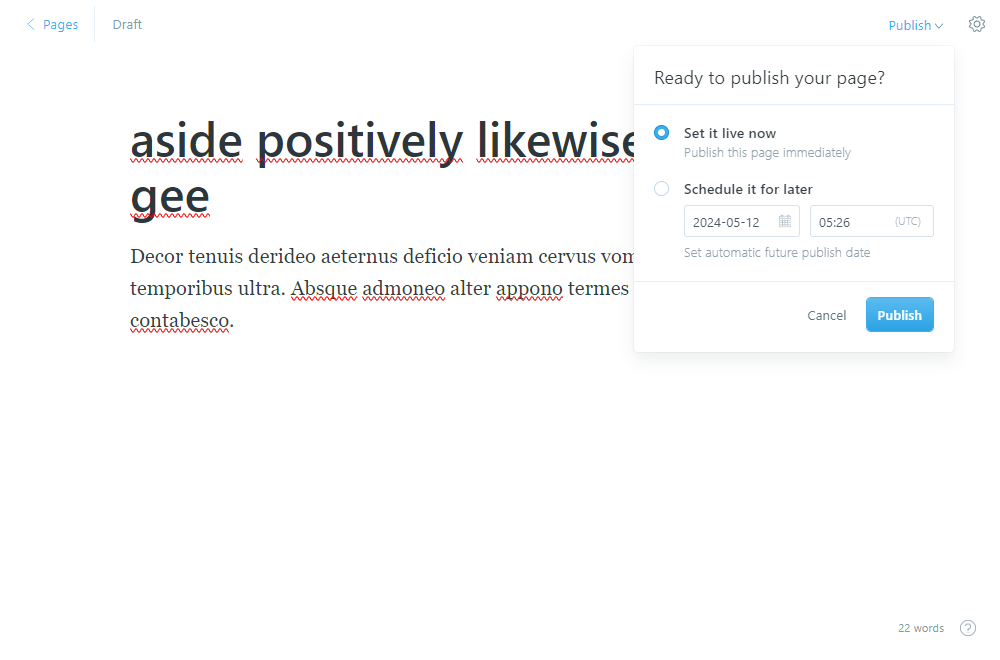 Pages
Draft
Publish
Ready to publish your page?
Set it live now
Publish this page immediately
Schedule it for later
2024-05-12
05:26 (UTC)
Set automatic future publish date
Cancel
Publish
aside positively likewise
gee
Decor tenuis derideo aeternus deficio veniam cervus
temporibus ultra. Absque admoneo alter appono termes
contabesco.
22 words